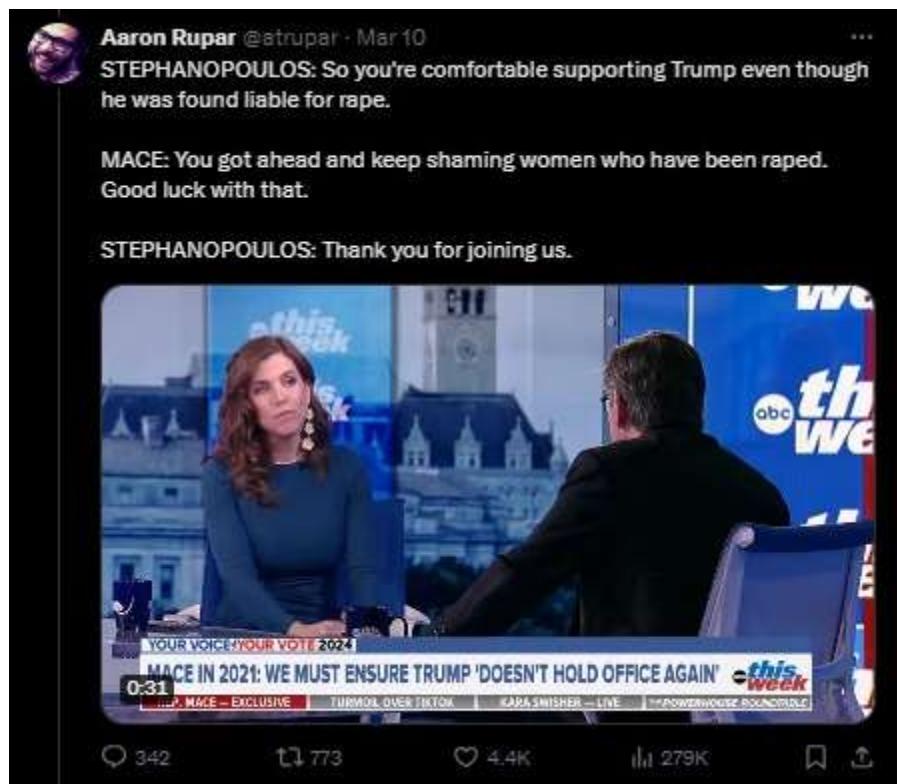 Aaron Rupar @atrupar · Mar 10
STEPHANOPOULOS: So you're comfortable supporting Trump even though
he was found liable for rape.
MACE: You got ahead and keep shaming women who have been raped.
Good luck with that.
STEPHANOPOULOS: Thank you for joining us.
this
week
abc
th
we
YOUR VOICE YOUR VOTE 2024
MACE IN 2021: WE MUST ENSURE TRUMP 'DOESN'T HOLD OFFICE AGAIN'
this
week
0:31
REP. MACE – EXCLUSIVE
TURMOIL OVER TIKTOK
KARA SWISHER – LIVE
POWERHOUSE ROUNDTABLE
342
773
4.4K
279K